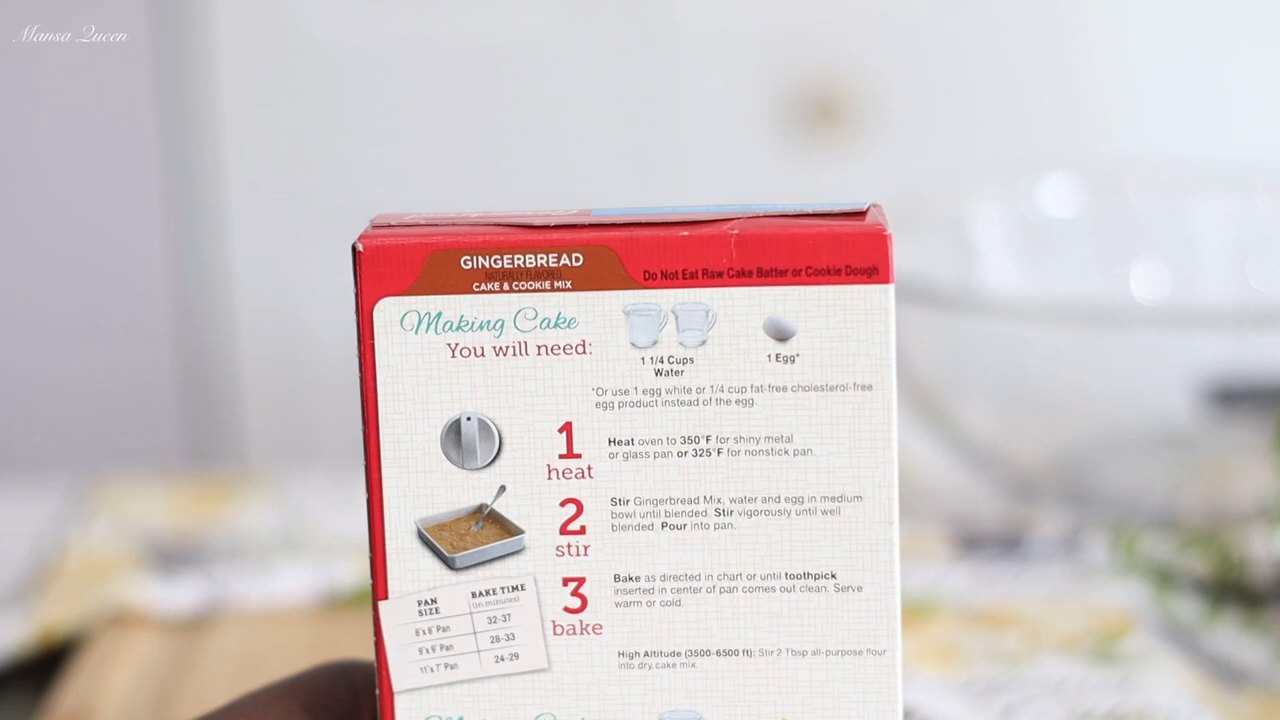 Mansa Queen
GINGERBREAD
NATURALLY FLAVORED
CAKE & COOKIE MIX
Do Not Eat Raw Cake Batter or Cookie Dough
Making Cake
You will need:
1 1/4 Cups
Water
1 Egg*
*Or use 1 egg white or 1/4 cup fat-free cholesterol-free
egg product instead of the egg.
1
heat
Heat oven to 350°F for shiny metal
or glass pan or 325°F for nonstick pan.
2
stir
Stir Gingerbread Mix, water and egg in medium
bowl until blended. Stir vigorously until well
blended. Pour into pan.
3
bake
Bake as directed in chart or until toothpick
inserted in center of pan comes out clean. Serve
warm or cold.
PAN
SIZE
BAKE TIME
(in minutes)
8"x8" Pan
32-37
9"x9" Pan
28-33
11"x7" Pan
24-29
High Altitude (3500-6500 ft): Stir 2 Tbsp all-purpose flour
into dry cake mix.